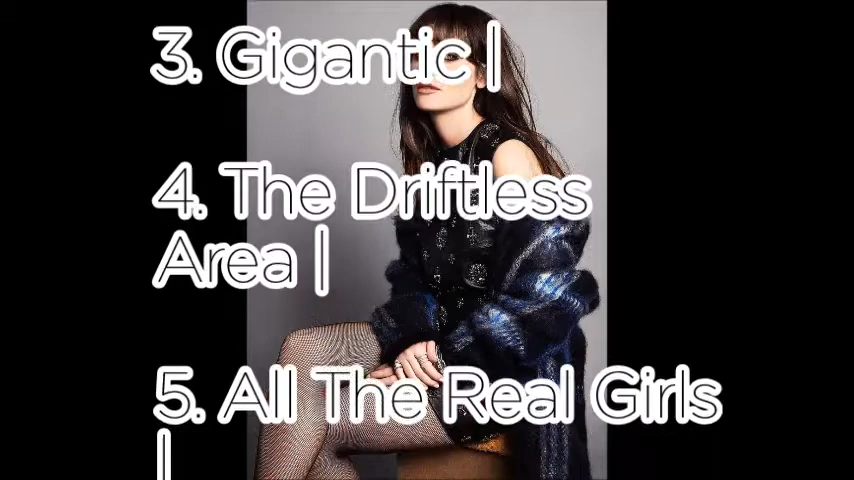 3. Gigantic |
4. The Driftless
Area |
5. All The Real Girls
|